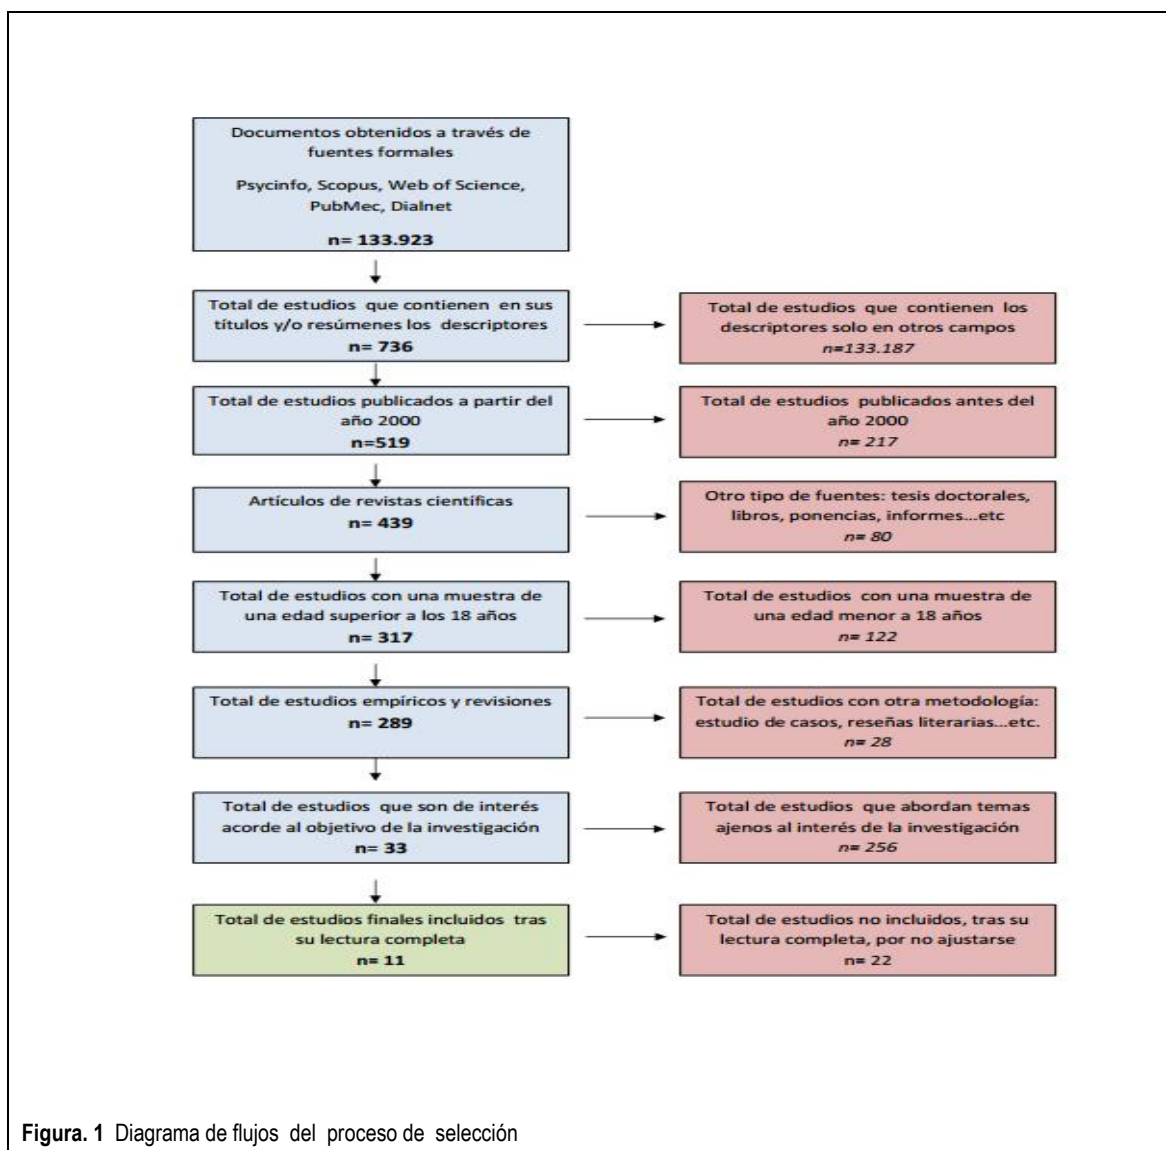 Documentos obtenidos a través de
fuentes formales
Psycinfo, Scopus, Web of Science,
PubMec, Dialnet
n= 133.923
Total de estudios que contienen en sus
títulos y/o resúmenes los descriptores
n= 736
Total de estudios que contienen los
descriptores solo en otros campos
n=133.187
Total de estudios publicados a partir del
año 2000
n=519
Total de estudios publicados antes del
año 2000
n= 217
Artículos de revistas científicas
n= 439
Otro tipo de fuentes: tesis doctorales,
libros, ponencias, informes...etc
n= 80
Total de estudios con una muestra de
una edad superior a los 18 años
n= 317
Total de estudios con una muestra de
una edad menor a 18 años
n= 122
Total de estudios empíricos y revisiones
n= 289
Total de estudios con otra metodología:
estudio de casos, reseñas literarias...etc.
n= 28
Total de estudios que son de interés
acorde al objetivo de la investigación
n= 33
Total de estudios que abordan temas
ajenos al interés de la investigación
n= 256
Total de estudios finales incluidos tras
su lectura completa
n= 11
Total de estudios no incluidos, tras su
lectura completa, por no ajustarse
n= 22
Figura. 1 Diagrama de flujos del proceso de selección